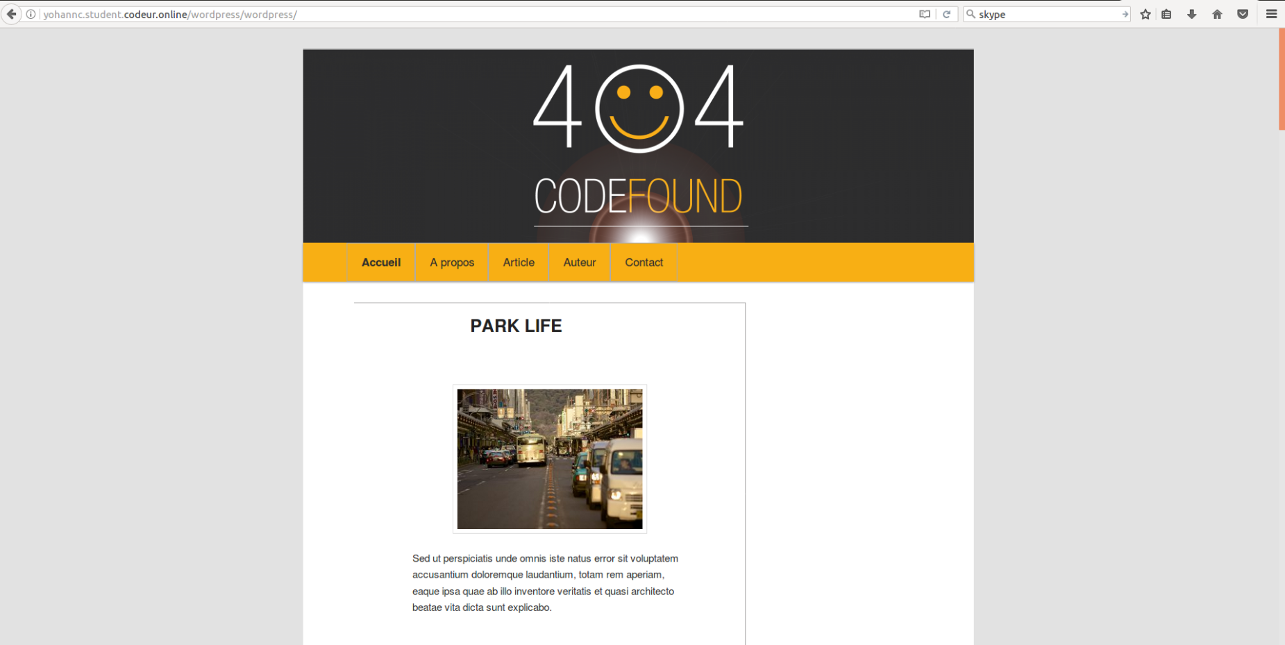 yohannc.student.codeur.online/wordpress/wordpress/
skype
404
CODEFOUND
Accueil
A propos
Article
Auteur
Contact
PARK LIFE
Sed ut perspiciatis unde omnis iste natus error sit voluptatem
accusantium doloremque laudantium, totam rem aperiam,
eaque ipsa quae ab illo inventore veritatis et quasi architecto
beatae vita dicta sunt explicabo.